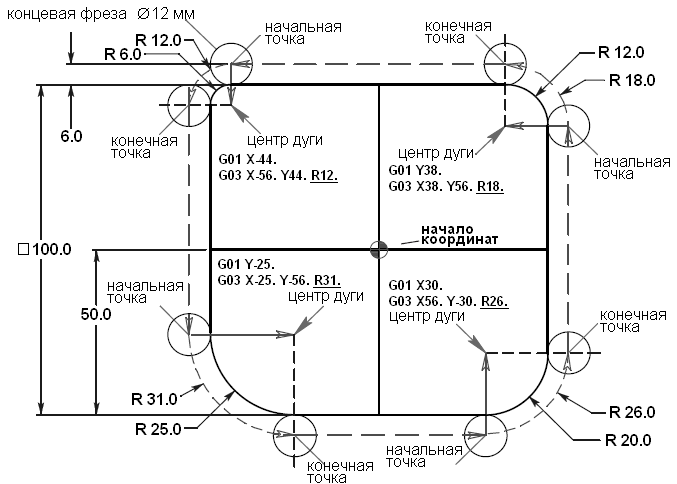 концевая фреза Ø12 мм
начальная
точка
конечная
точка
R 12.0
R 6.0
R 12.0
R 18.0
6.0
конечная
точка
центр дуги
G01 X-44.
G03 X-56. Y44. R12.
центр дуги
G01 Y38.
G03 X38. Y56. R18.
начальная
точка
начало
координат
□100.0
G01 Y-25.
G03 X-25. Y-56. R31.
центр дуги
G01 X30.
G03 X56. Y-30. R26.
центр дуги
начальная
точка
50.0
конечная
точка
R 31.0
R 25.0
R 26.0
R 20.0
конечная
точка
начальная
точка